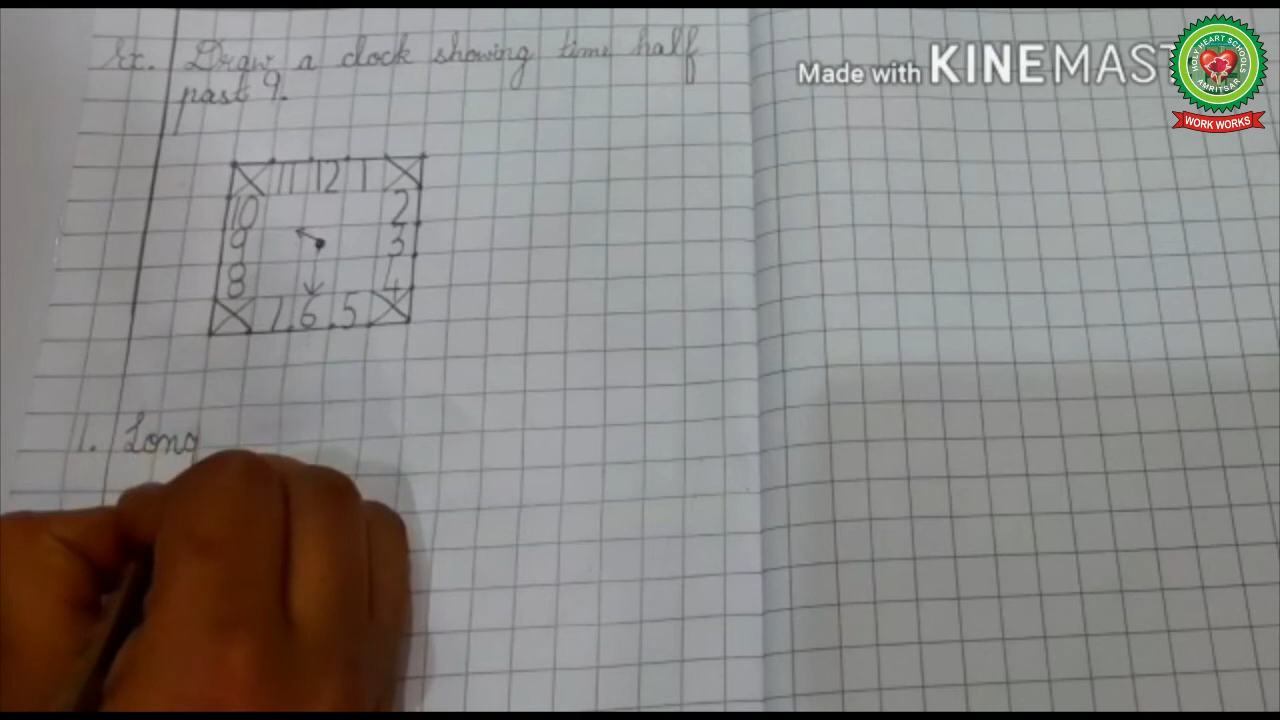 Ex. Draw a clock showing time half
past 9.
11 12 1
10 2
9 3
8 4
7 6 5
1. Long
Made with KINEMAST
HOLY HEART SCHOOLS
AMRITSAR
WORK WORKS